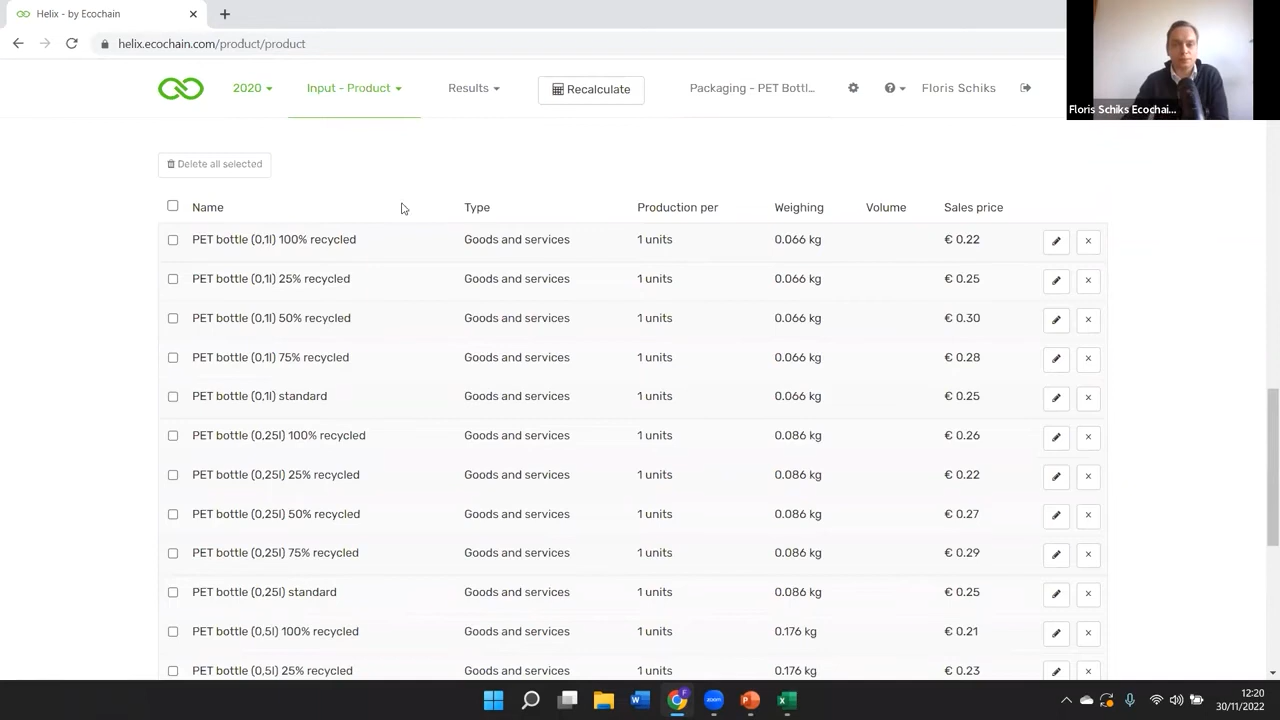 Helix - by Ecochain
helix.ecochain.com/product/product
2020 Input - Product Results Recalculate Packaging - PET Bottl... Floris Schiks
Floris Schiks Ecochai...
Delete all selected
Name Type Production per Weighing Volume Sales price
PET bottle (0,1l) 100% recycled Goods and services 1 units 0.066 kg € 0.22
PET bottle (0,1l) 25% recycled Goods and services 1 units 0.066 kg € 0.25
PET bottle (0,1l) 50% recycled Goods and services 1 units 0.066 kg € 0.30
PET bottle (0,1l) 75% recycled Goods and services 1 units 0.066 kg € 0.28
PET bottle (0,1l) standard Goods and services 1 units 0.066 kg € 0.25
PET bottle (0,25l) 100% recycled Goods and services 1 units 0.086 kg € 0.26
PET bottle (0,25l) 25% recycled Goods and services 1 units 0.086 kg € 0.22
PET bottle (0,25l) 50% recycled Goods and services 1 units 0.086 kg € 0.27
PET bottle (0,25l) 75% recycled Goods and services 1 units 0.086 kg € 0.29
PET bottle (0,25l) standard Goods and services 1 units 0.086 kg € 0.25
PET bottle (0,5l) 100% recycled Goods and services 1 units 0.176 kg € 0.21
PET bottle (0,5l) 25% recycled Goods and services 1 units 0.176 kg € 0.23
12:20
30/11/2022